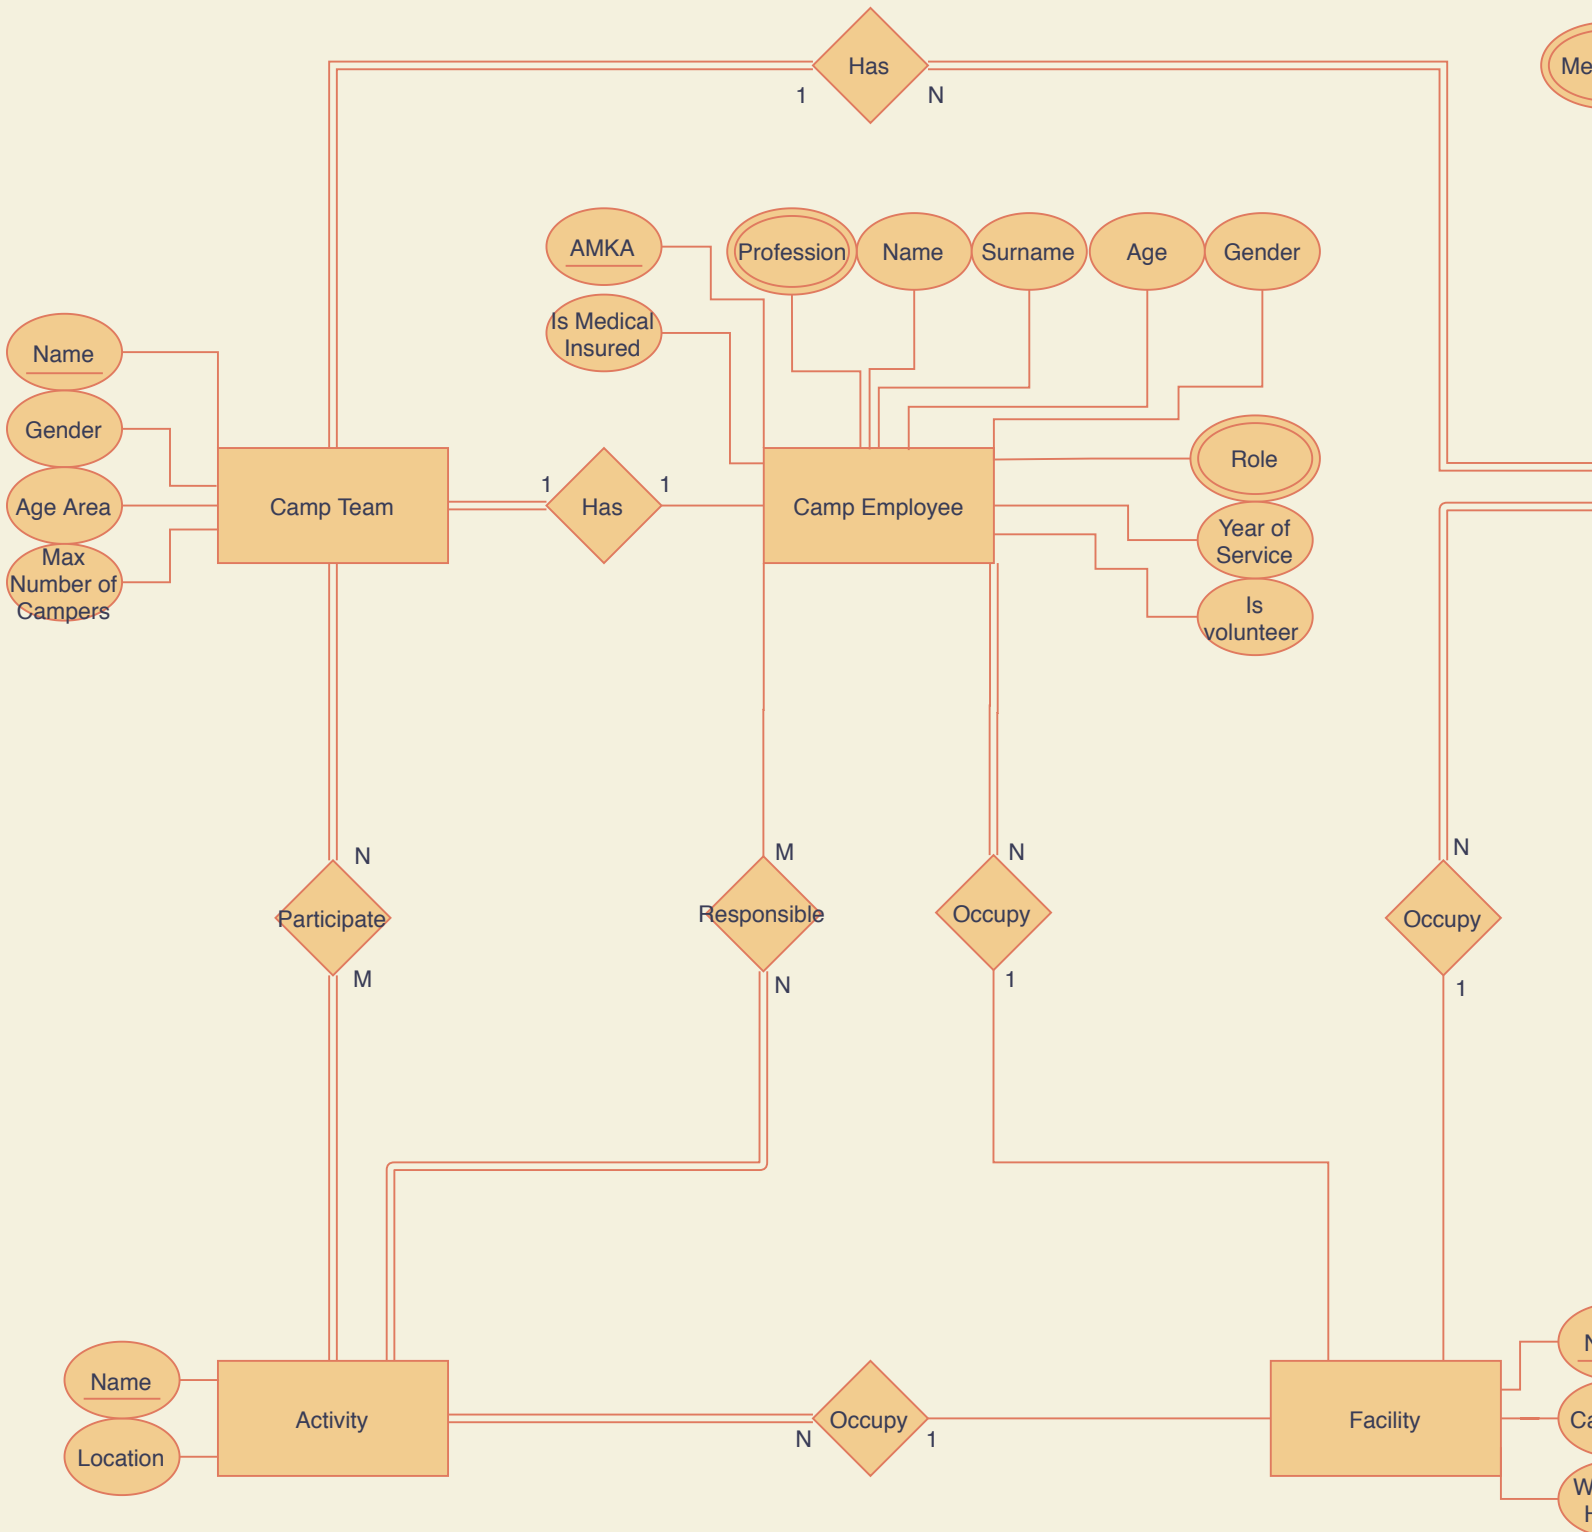 Has
1
N
AMKA
Profession
Name
Surname
Age
Gender
Is Medical
Insured
Name
Gender
Age Area
Max
Number of
Campers
Camp Team
1
Has
1
Camp Employee
Role
Year of
Service
Is
volunteer
N
Participate
M
M
Responsible
N
N
Occupy
1
N
Occupy
1
Name
Location
Activity
N
Occupy
1
Facility